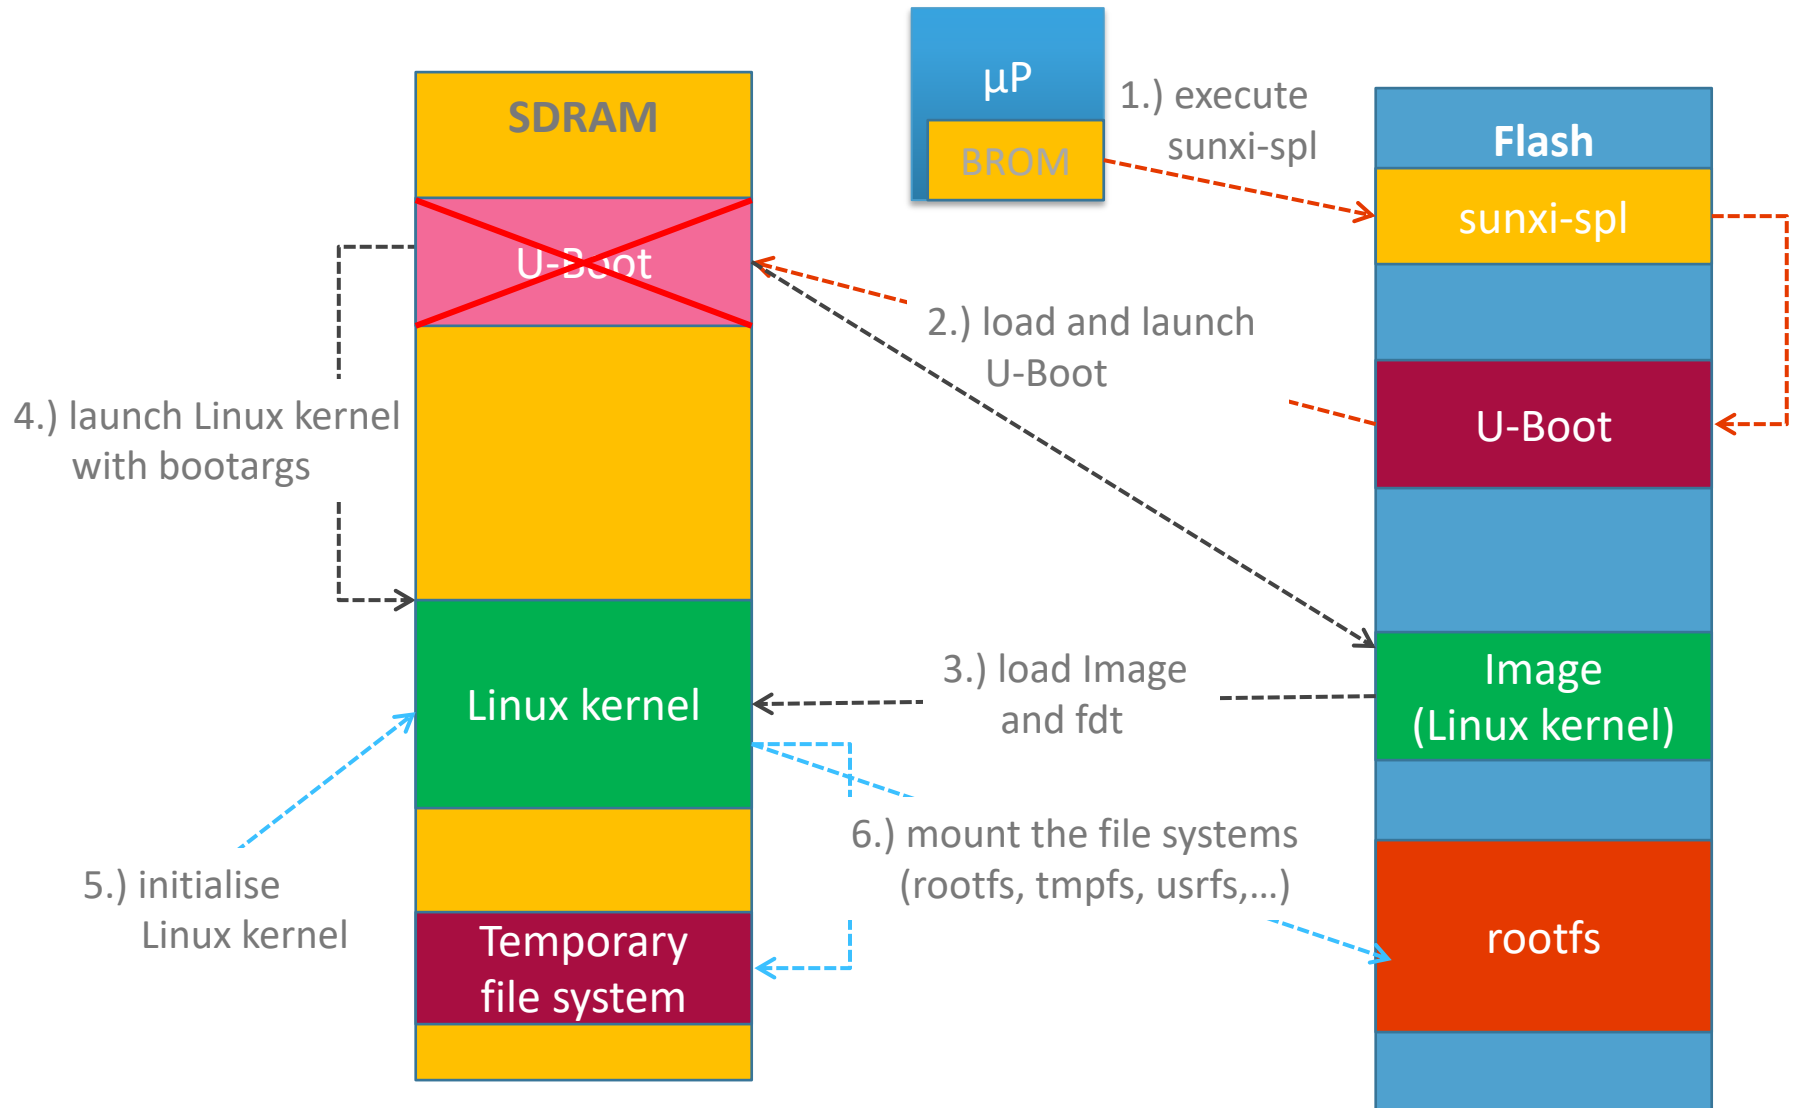 µP
BROM
1.) execute
sunxi-spl
SDRAM
Flash
sunxi-spl
U-Boot
2.) load and launch
U-Boot
U-Boot
4.) launch Linux kernel
with bootargs
3.) load Image
and fdt
Image
(Linux kernel)
Linux kernel
6.) mount the file systems
(rootfs, tmpfs, usrfs,...)
5.) initialise
Linux kernel
Temporary
file system
rootfs